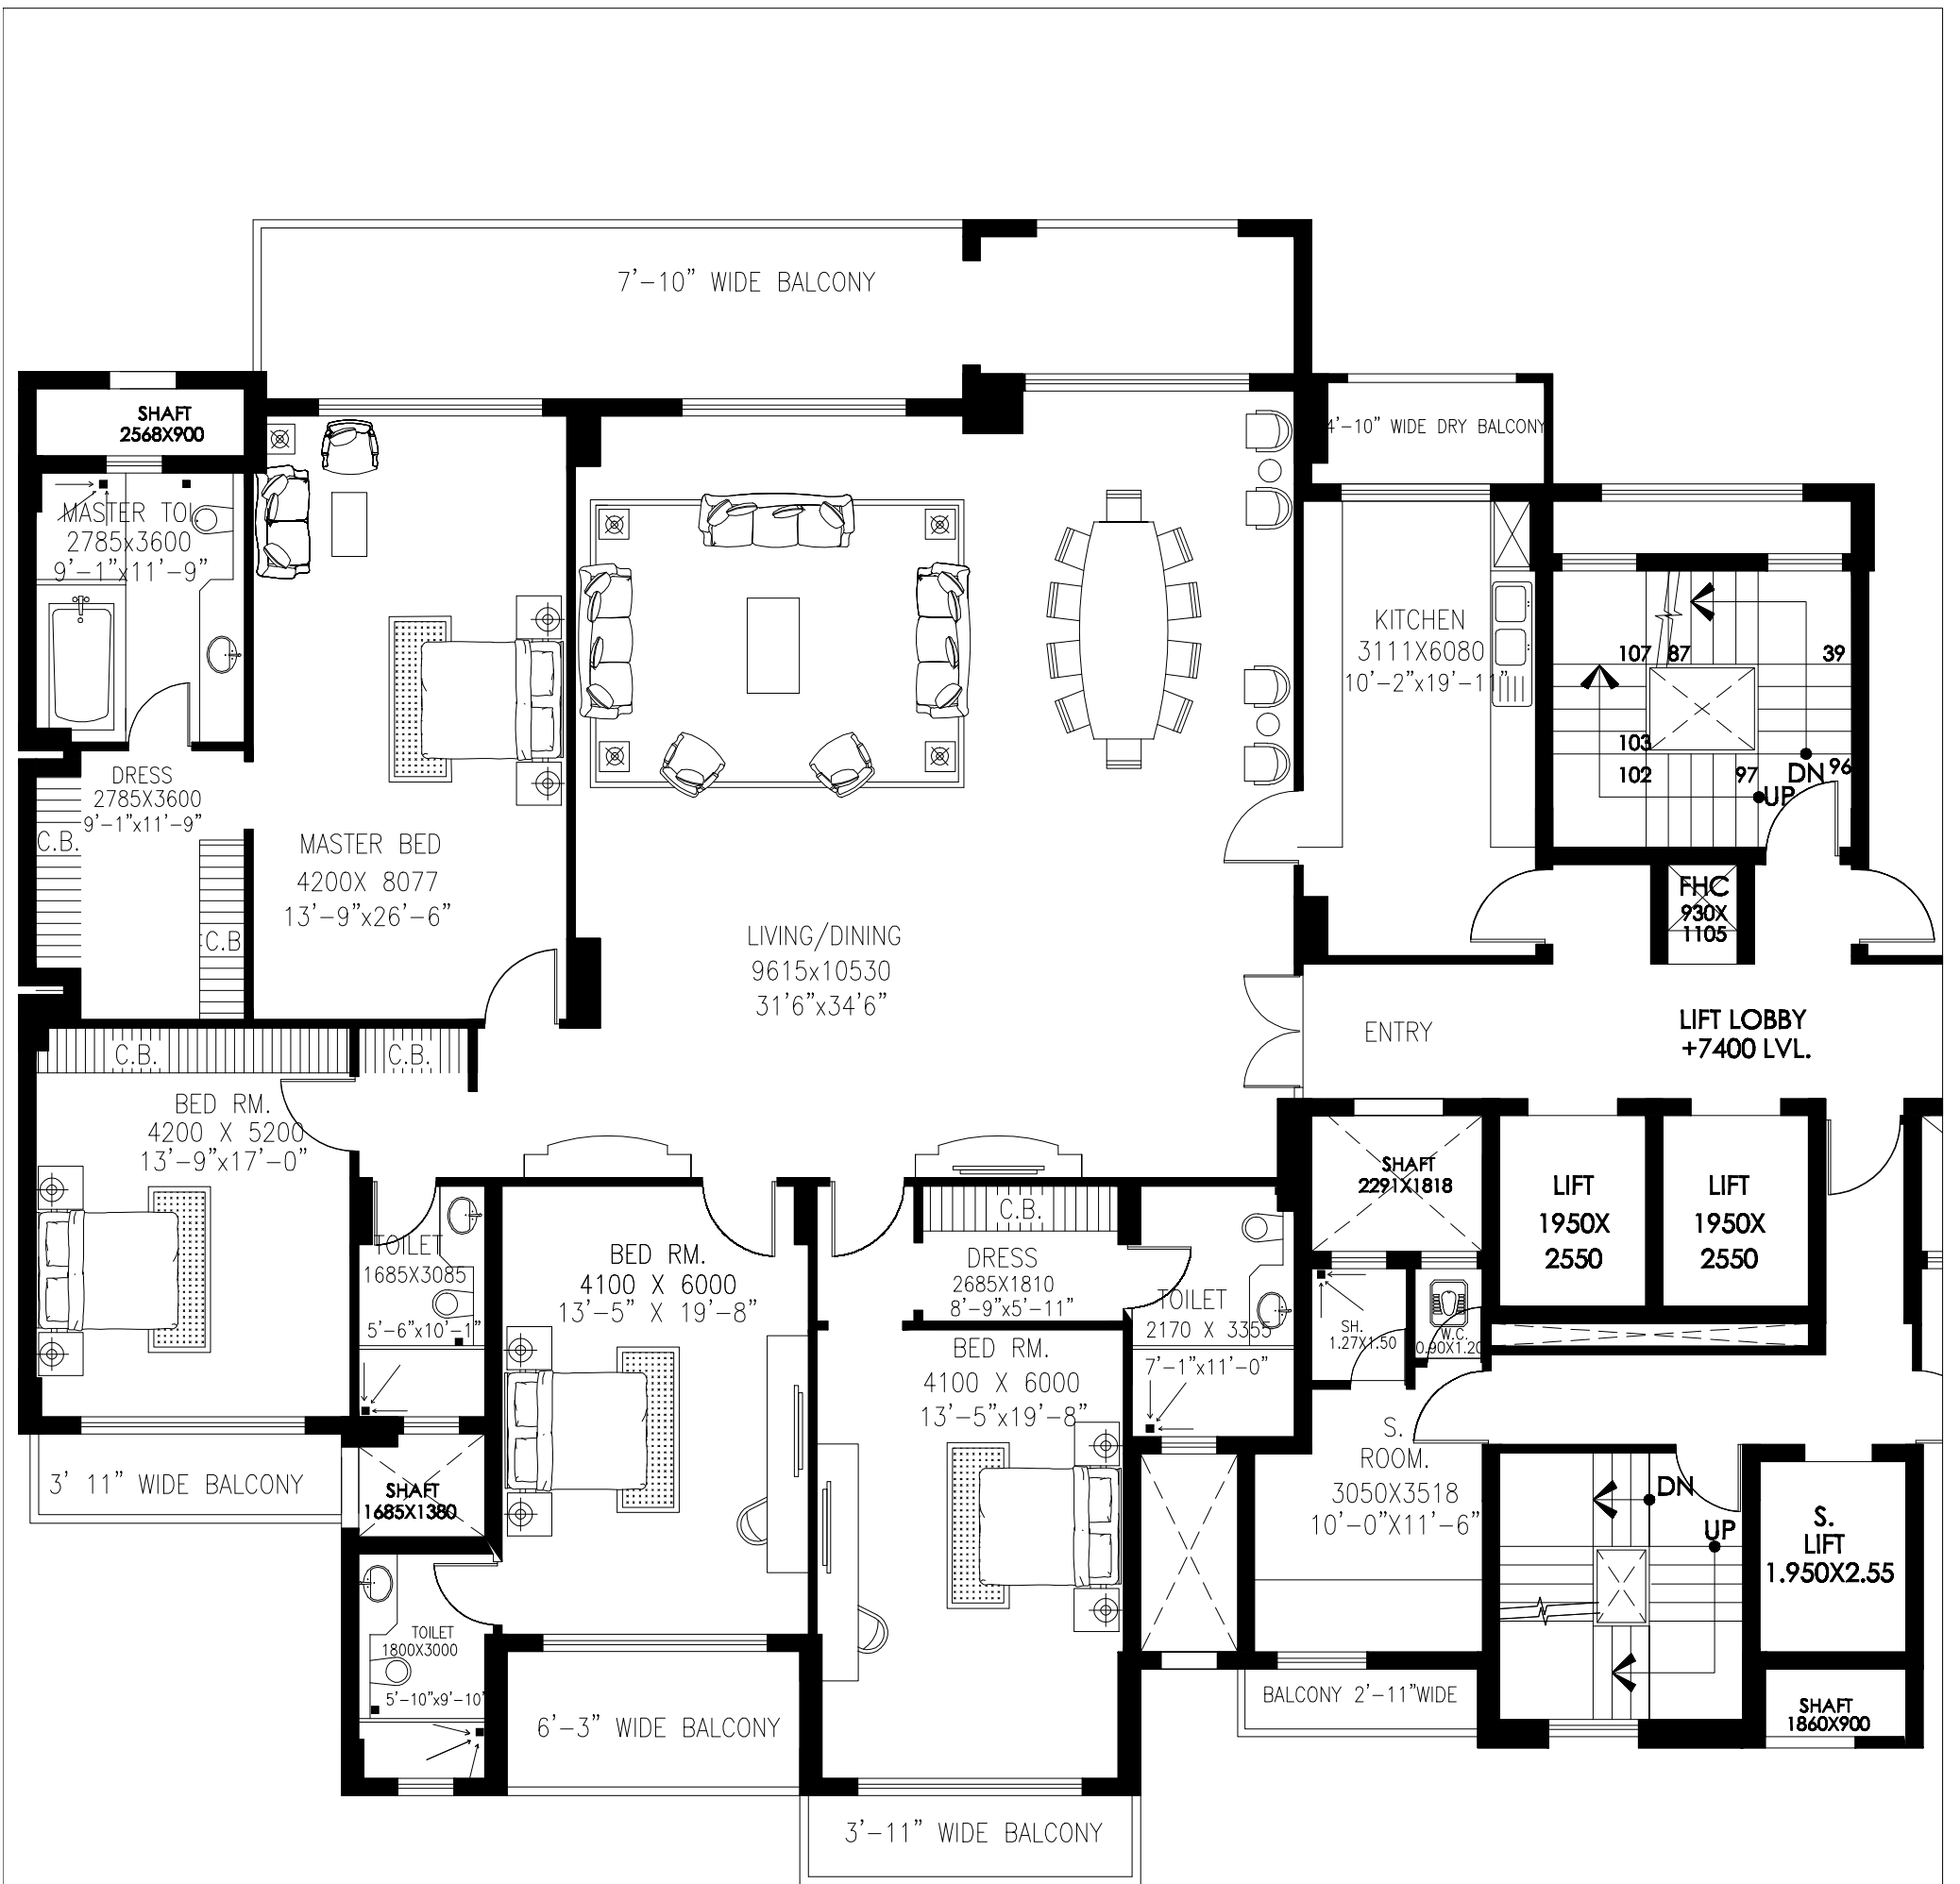 7'-10" WIDE BALCONY
SHAFT
2568X900
4'-10" WIDE DRY BALCONY
MASTER TOI.
2785x3600
9'-1"x11'-9"
KITCHEN
3111X6080
10'-2"x19'-11"
107
87
39
103
102
97
DN
96
UP
DRESS
2785X3600
9'-1"x11'-9"
C.B.
C.B
MASTER BED
4200X 8077
13'-9"x26'-6"
LIVING/DINING
9615x10530
31'6"x34'6"
FHC
930X
1105
ENTRY
LIFT LOBBY
+7400 LVL.
C.B.
C.B.
BED RM.
4200 X 5200
13'-9"x17'-0"
SHAFT
2291X1818
LIFT
1950X
2550
LIFT
1950X
2550
TOILET
1685X3085
5'-6"x10'-1"
BED RM.
4100 X 6000
13'-5" X 19'-8"
C.B.
DRESS
2685X1810
8'-9"x5'-11"
TOILET
2170 X 3355
7'-1"x11'-0"
SH.
1.27X1.50
W.C.
0.90X1.20
BED RM.
4100 X 6000
13'-5"x19'-8"
S.
ROOM.
3050X3518
10'-0"X11'-6"
3' 11" WIDE BALCONY
SHAFT
1685X1380
DN
UP
S.
LIFT
1.950X2.55
TOILET
1800X3000
5'-10"x9'-10"
6'-3" WIDE BALCONY
BALCONY 2'-11"WIDE
SHAFT
1860X900
3'-11" WIDE BALCONY